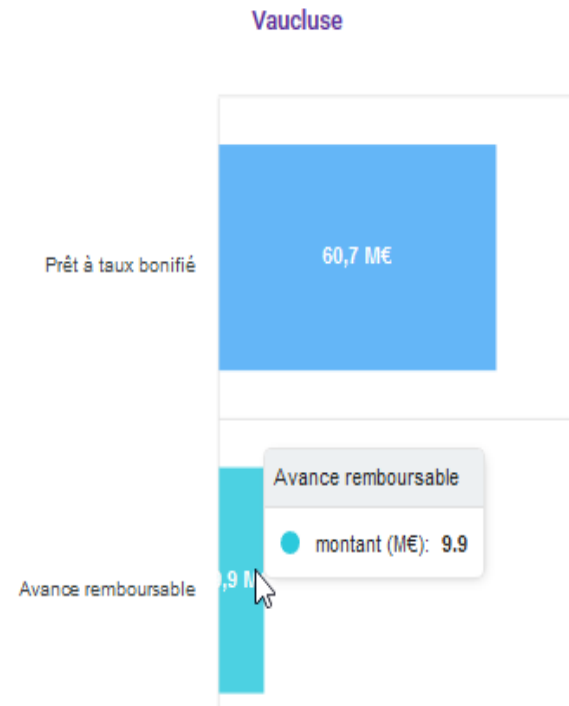 Vaucluse
60,7 M€
Prêt à taux bonifié
Avance remboursable
montant (M€): 9.9
Avance remboursable